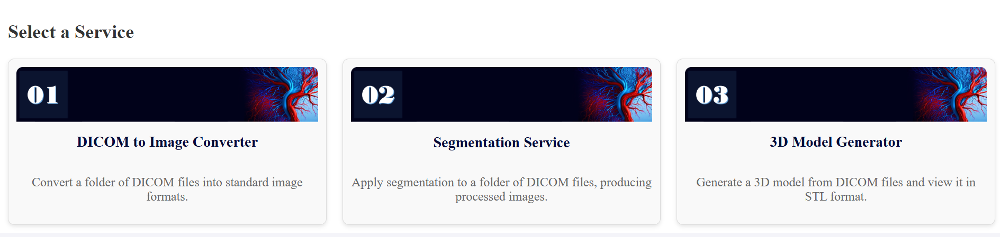 Select a Service
01
DICOM to Image Converter
Convert a folder of DICOM files into standard image
formats.
02
Segmentation Service
Apply segmentation to a folder of DICOM files, producing
processed images.
03
3D Model Generator
Generate a 3D model from DICOM files and view it in
STL format.